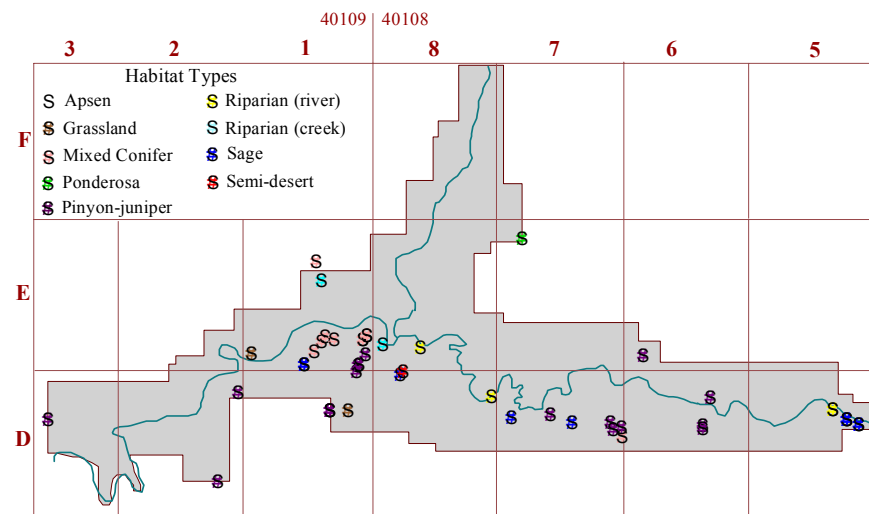 40109 40108
3 2 1 8 7 6 5
Habitat Types
S Apsen S Riparian (river)
S Grassland S Riparian (creek)
S Mixed Conifer S Sage
S Ponderosa S Semi-desert
S Pinyon-juniper
F
E
D